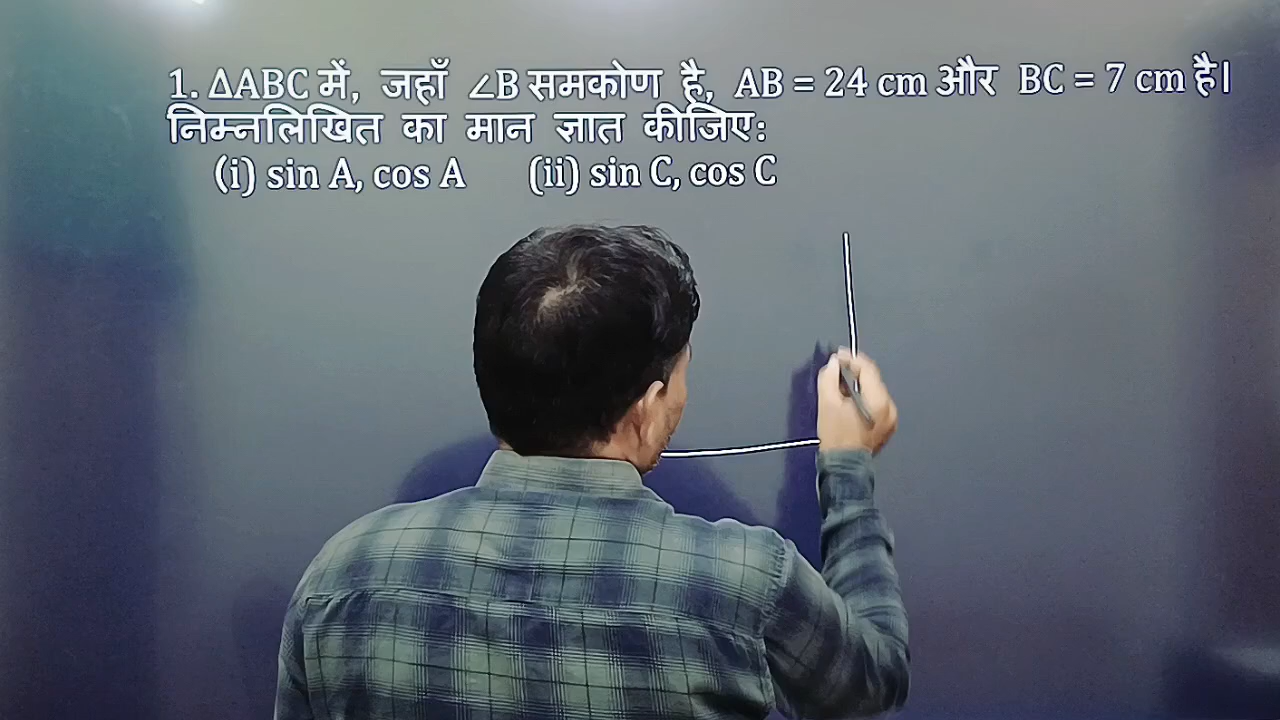 1. ΔABC में, जहाँ ∠B समकोण है, AB = 24 cm और BC = 7 cm है।
निम्नलिखित का मान ज्ञात कीजिए:
(i) sin A, cos A (ii) sin C, cos C